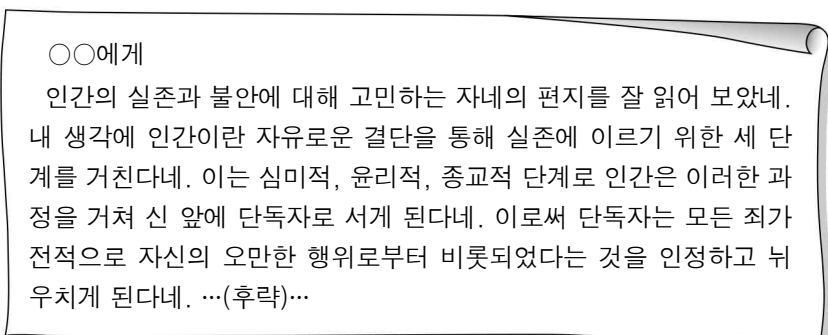 ○○에게
인간의 실존과 불안에 대해 고민하는 자네의 편지를 잘 읽어 보았네.
내 생각에 인간이란 자유로운 결단을 통해 실존에 이르기 위한 세 단
계를 거친다네. 이는 심미적, 윤리적, 종교적 단계로 인간은 이러한 과
정을 거쳐 신 앞에 단독자로 서게 된다네. 이로써 단독자는 모든 죄가
전적으로 자신의 오만한 행위로부터 비롯되었다는 것을 인정하고 뉘
우치게 된다네. …(후략)…